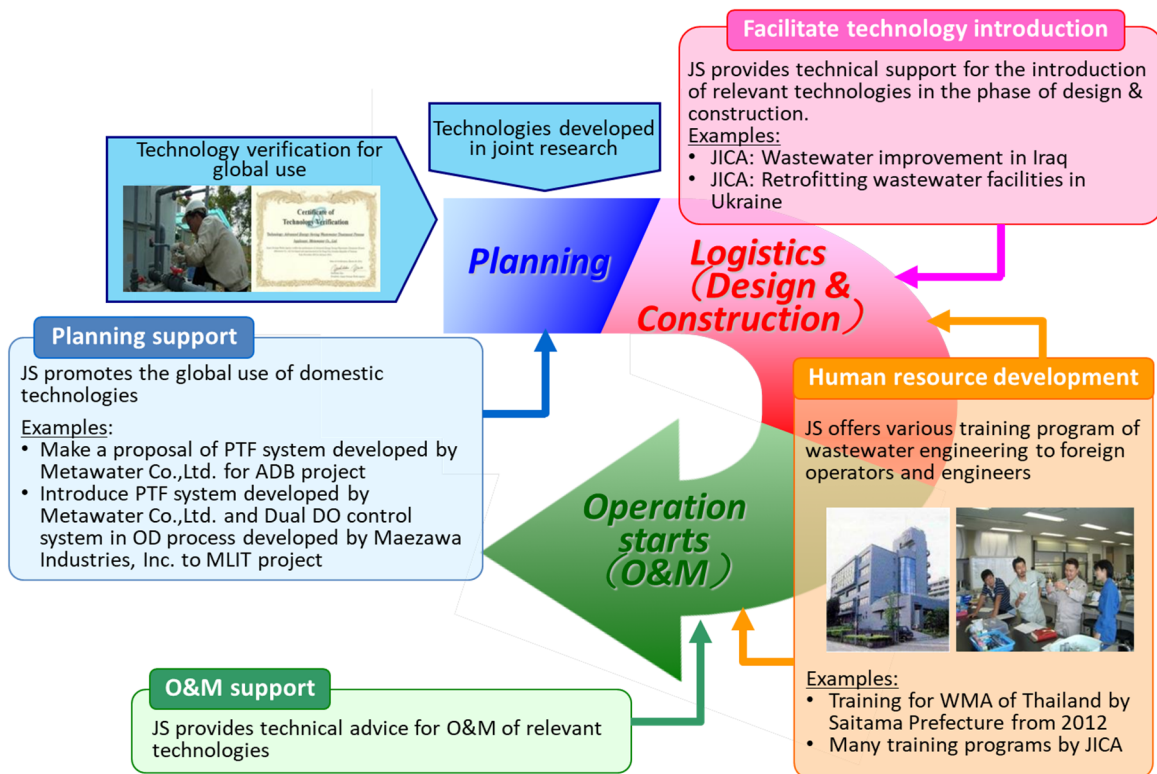 Facilitate technology introduction
JS provides technical support for the introduction
of relevant technologies in the phase of design &
construction.
Examples:
• JICA: Wastewater improvement in Iraq
• JICA: Retrofitting wastewater facilities in
Ukraine
Technologies developed
in joint research
Technology verification for
global use
Certificate of
Technology Verification
Planning
Logistics
(Design &
Construction)
Planning support
JS promotes the global use of domestic
technologies
Examples:
• Make a proposal of PTF system developed by
Metawater Co.,Ltd. for ADB project
• Introduce PTF system developed by
Metawater Co.,Ltd. and Dual DO control
system in OD process developed by Maezawa
Industries, Inc. to MLIT project
Human resource development
JS offers various training program of
wastewater engineering to foreign
operators and engineers
Examples:
• Training for WMA of Thailand by
Saitama Prefecture from 2012
• Many training programs by JICA
Operation
starts
(O&M)
O&M support
JS provides technical advice for O&M of relevant
technologies